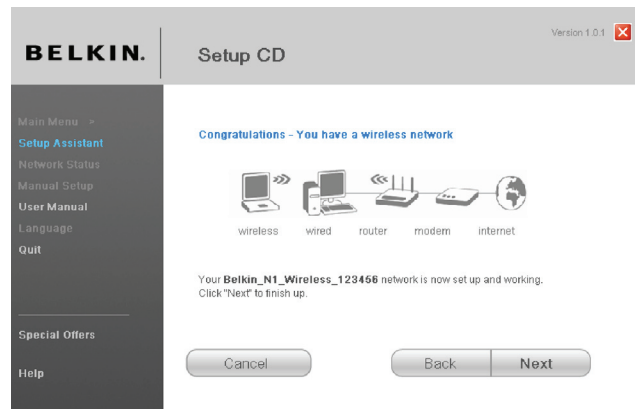 BELKIN.
Setup CD
Version 1.0.1
Main Menu >
Setup Assistant
Network Status
Manual Setup
User Manual
Language
Quit
Special Offers
Help
Congratulations - You have a wireless network
wireless wired router modem internet
Your Belkin_N1_Wireless_123456 network is now set up and working.
Click "Next" to finish up.
Cancel Back Next